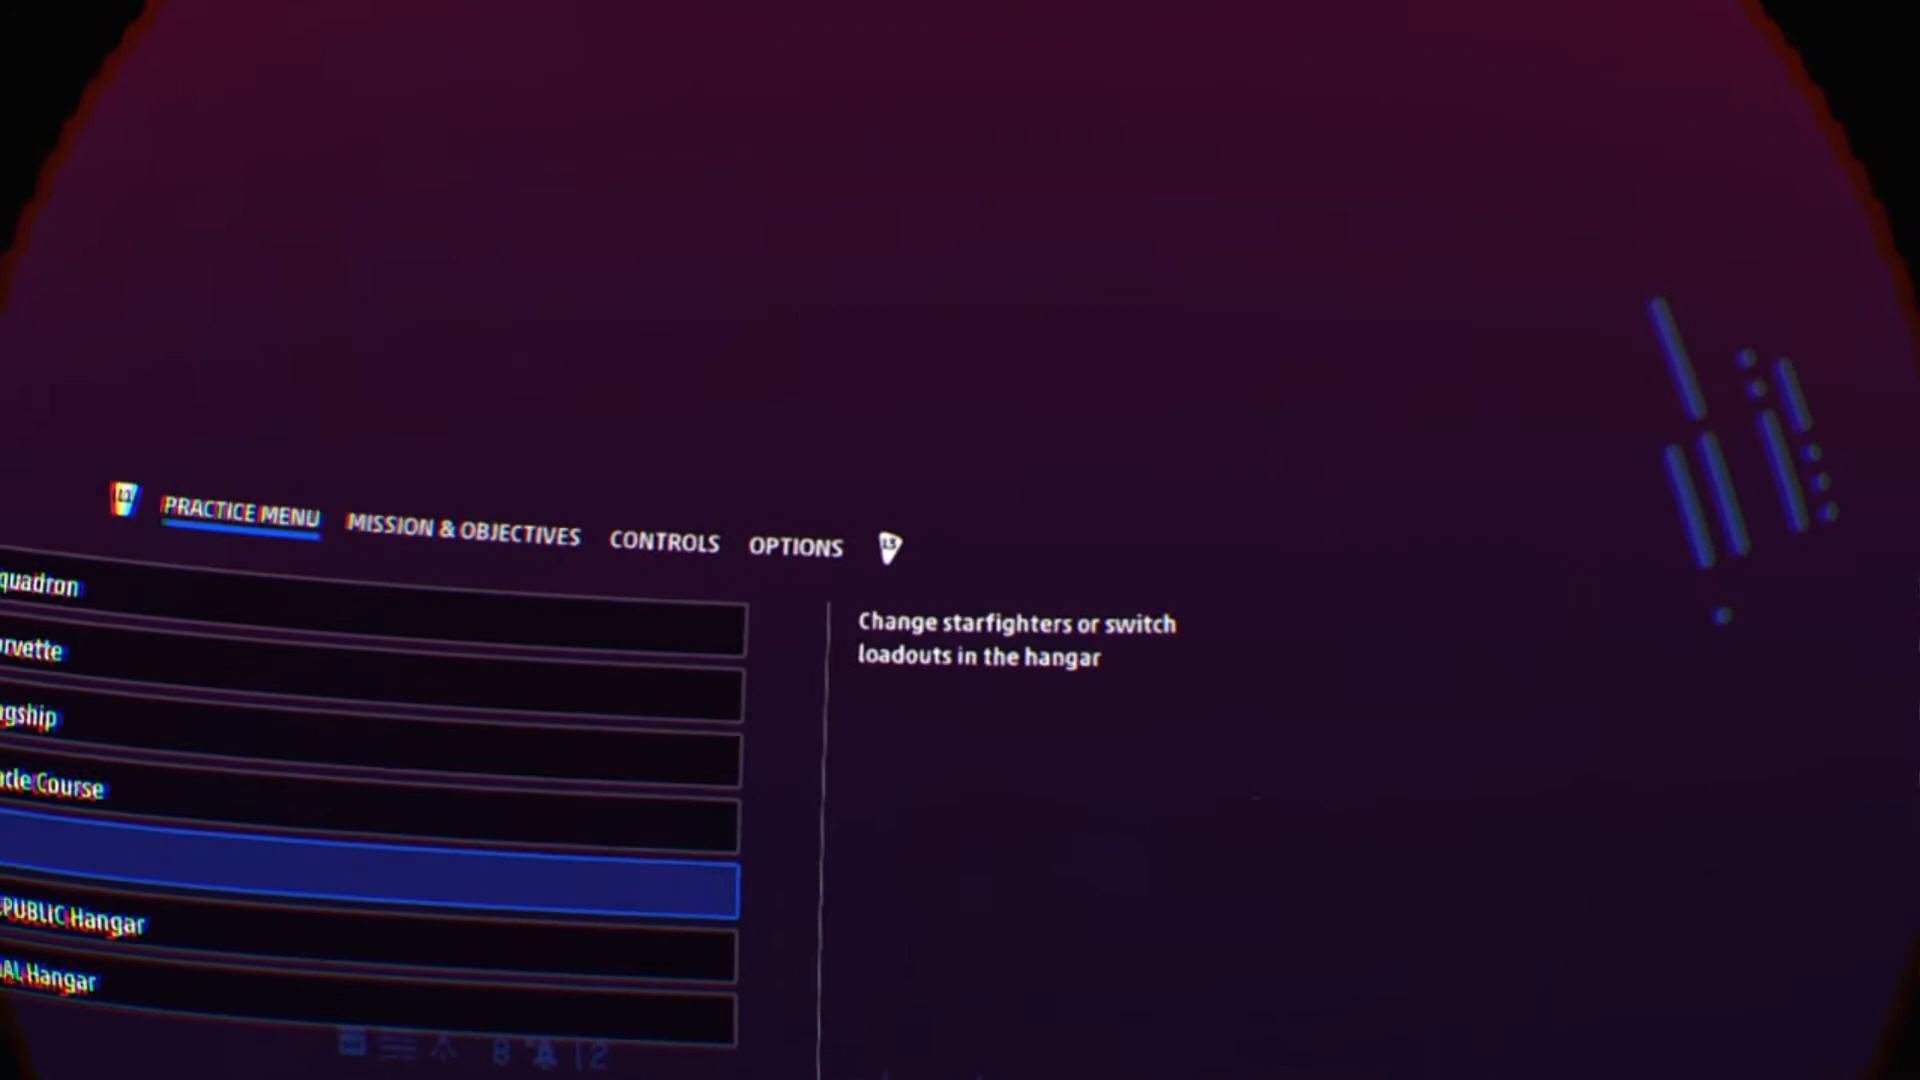 L1 PRACTICE MENU MISSION & OBJECTIVES CONTROLS OPTIONS
quadron
rvette
gship
cle Course
PUBLIC Hangar
AL Hangar
Change starfighters or switch
loadouts in the hangar